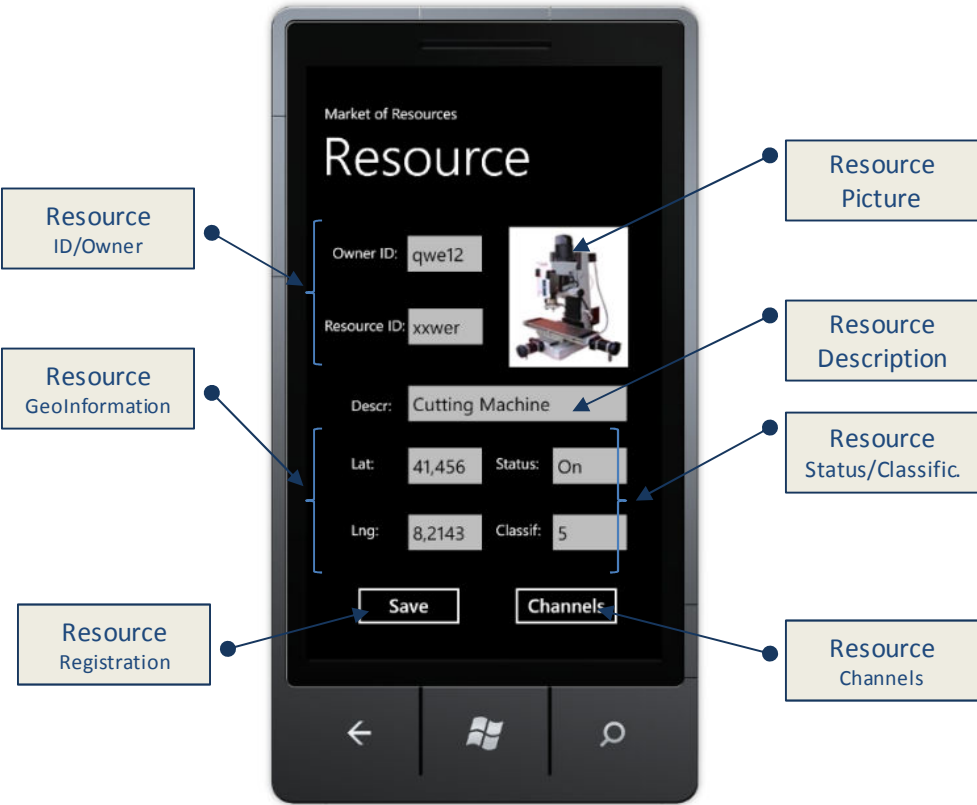 Market of Resources
Resource
Resource
ID/Owner
Resource
Picture
Owner ID:
qwe12
Resource ID:
xxwer
Resource
GeoInformation
Resource
Description
Descr:
Cutting Machine
Resource
Status/Classific.
Lat:
41,456
Status:
On
Lng:
8,2143
Classif:
5
Save
Channels
Resource
Registration
Resource
Channels